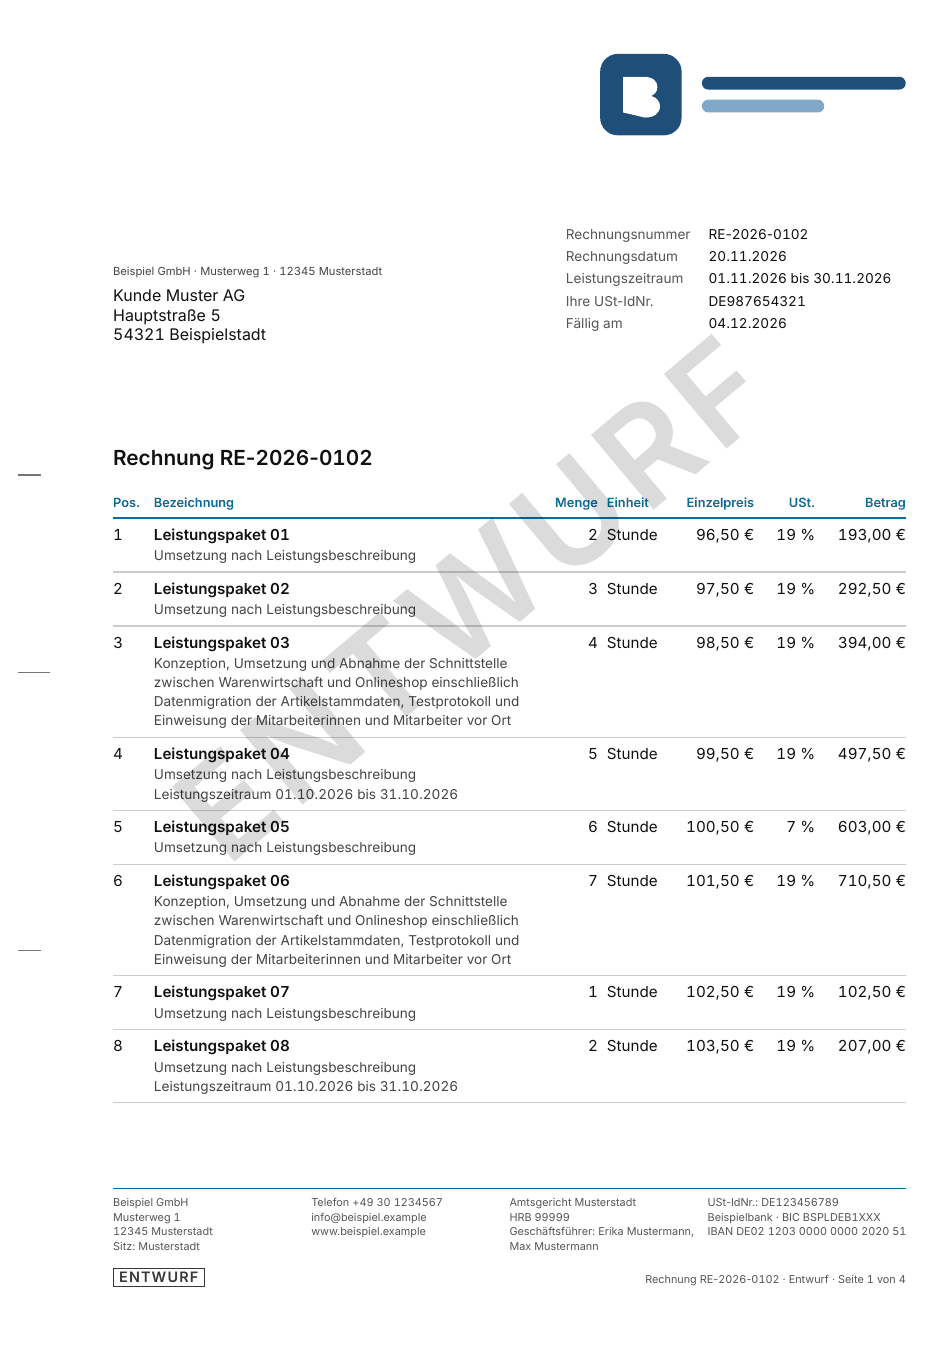 Rechnungsnummer RE-2026-0102
Rechnungsdatum 20.11.2026
Leistungszeitraum 01.11.2026 bis 30.11.2026
Ihre USt-IdNr. DE987654321
Fällig am 04.12.2026
Beispiel GmbH · Musterweg 1 · 12345 Musterstadt
Kunde Muster AG
Hauptstraße 5
54321 Beispielstadt
ENTWURF
Rechnung RE-2026-0102
Pos. Bezeichnung Menge Einheit Einzelpreis USt. Betrag
1 Leistungspaket 01 2 Stunde 96,50 € 19 % 193,00 €
Umsetzung nach Leistungsbeschreibung
2 Leistungspaket 02 3 Stunde 97,50 € 19 % 292,50 €
Umsetzung nach Leistungsbeschreibung
3 Leistungspaket 03 4 Stunde 98,50 € 19 % 394,00 €
Konzeption, Umsetzung und Abnahme der Schnittstelle
zwischen Warenwirtschaft und Onlineshop einschließlich
Datenmigration der Artikelstammdaten, Testprotokoll und
Einweisung der Mitarbeiterinnen und Mitarbeiter vor Ort
4 Leistungspaket 04 5 Stunde 99,50 € 19 % 497,50 €
Umsetzung nach Leistungsbeschreibung
Leistungszeitraum 01.10.2026 bis 31.10.2026
5 Leistungspaket 05 6 Stunde 100,50 € 7 % 603,00 €
Umsetzung nach Leistungsbeschreibung
6 Leistungspaket 06 7 Stunde 101,50 € 19 % 710,50 €
Konzeption, Umsetzung und Abnahme der Schnittstelle
zwischen Warenwirtschaft und Onlineshop einschließlich
Datenmigration der Artikelstammdaten, Testprotokoll und
Einweisung der Mitarbeiterinnen und Mitarbeiter vor Ort
7 Leistungspaket 07 1 Stunde 102,50 € 19 % 102,50 €
Umsetzung nach Leistungsbeschreibung
8 Leistungspaket 08 2 Stunde 103,50 € 19 % 207,00 €
Umsetzung nach Leistungsbeschreibung
Leistungszeitraum 01.10.2026 bis 31.10.2026
Beispiel GmbH
Musterweg 1
12345 Musterstadt
Sitz: Musterstadt
Telefon +49 30 1234567
info@beispiel.example
www.beispiel.example
Amtsgericht Musterstadt
HRB 99999
Geschäftsführer: Erika Mustermann,
Max Mustermann
USt-IdNr.: DE123456789
Beispielbank · BIC BSPLDEB1XXX
IBAN DE02 1203 0000 0000 2020 51
ENTWURF
Rechnung RE-2026-0102 · Entwurf · Seite 1 von 4